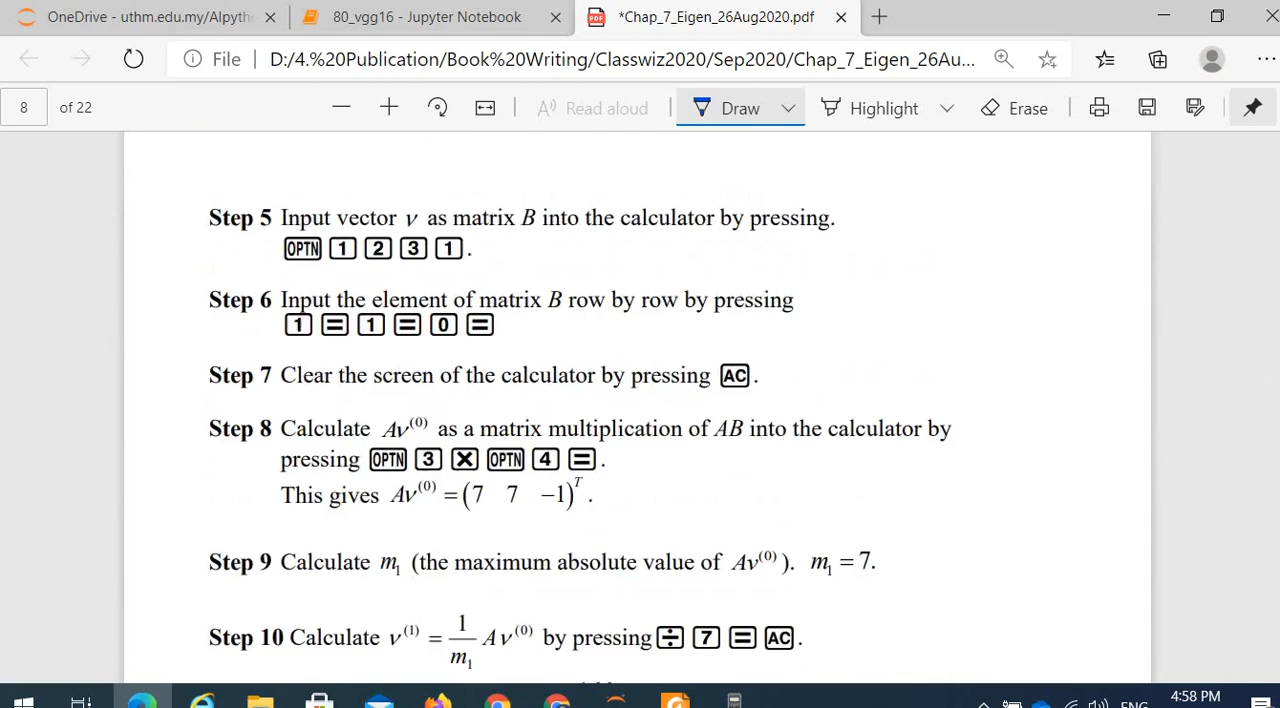 OneDrive - uthm.edu.my/AIpyth
80_vgg16 - Jupyter Notebook
*Chap_7_Eigen_26Aug2020.pdf
File
D:/4.%20Publication/Book%20Writing/Classwiz2020/Sep2020/Chap_7_Eigen_26Au...
8 of 22
Read aloud
Draw
Highlight
Erase
Step 5 Input vector v as matrix B into the calculator by pressing.
OPTN 1 2 3 1 .
Step 6 Input the element of matrix B row by row by pressing
1 = 1 = 0 =
Step 7 Clear the screen of the calculator by pressing AC .
Step 8 Calculate Av⁽⁰⁾ as a matrix multiplication of AB into the calculator by
pressing OPTN 3 × OPTN 4 = .
This gives Av⁽⁰⁾ = (7 7 −1)ᵀ .
Step 9 Calculate m₁ (the maximum absolute value of Av⁽⁰⁾ ). m₁ = 7.
Step 10 Calculate v⁽¹⁾ = 1/m₁ Av⁽⁰⁾ by pressing ÷ 7 = AC .
ENG
4:58 PM